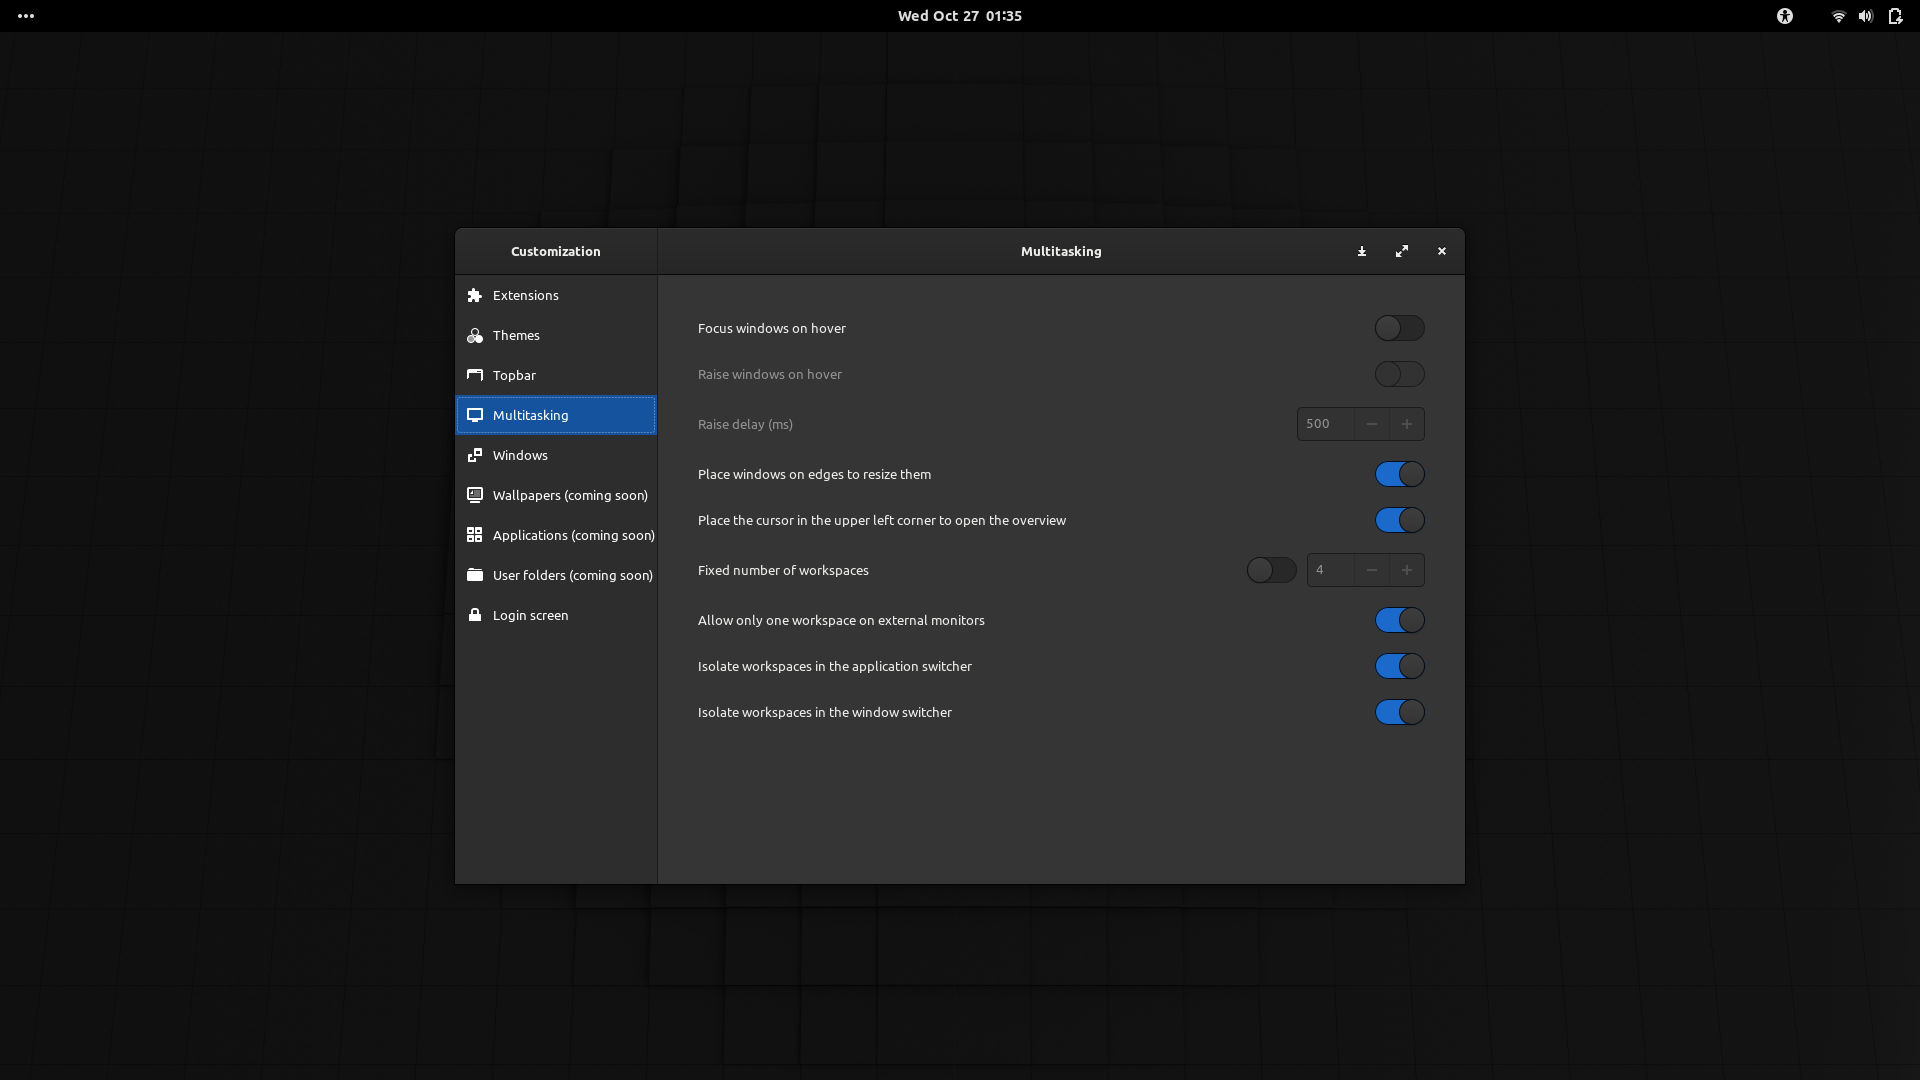 Wed Oct 27 01:35
Customization
Multitasking
Extensions
Themes
Topbar
Multitasking
Windows
Wallpapers (coming soon)
Applications (coming soon)
User folders (coming soon)
Login screen
Focus windows on hover
Raise windows on hover
Raise delay (ms) 500
Place windows on edges to resize them
Place the cursor in the upper left corner to open the overview
Fixed number of workspaces 4
Allow only one workspace on external monitors
Isolate workspaces in the application switcher
Isolate workspaces in the window switcher